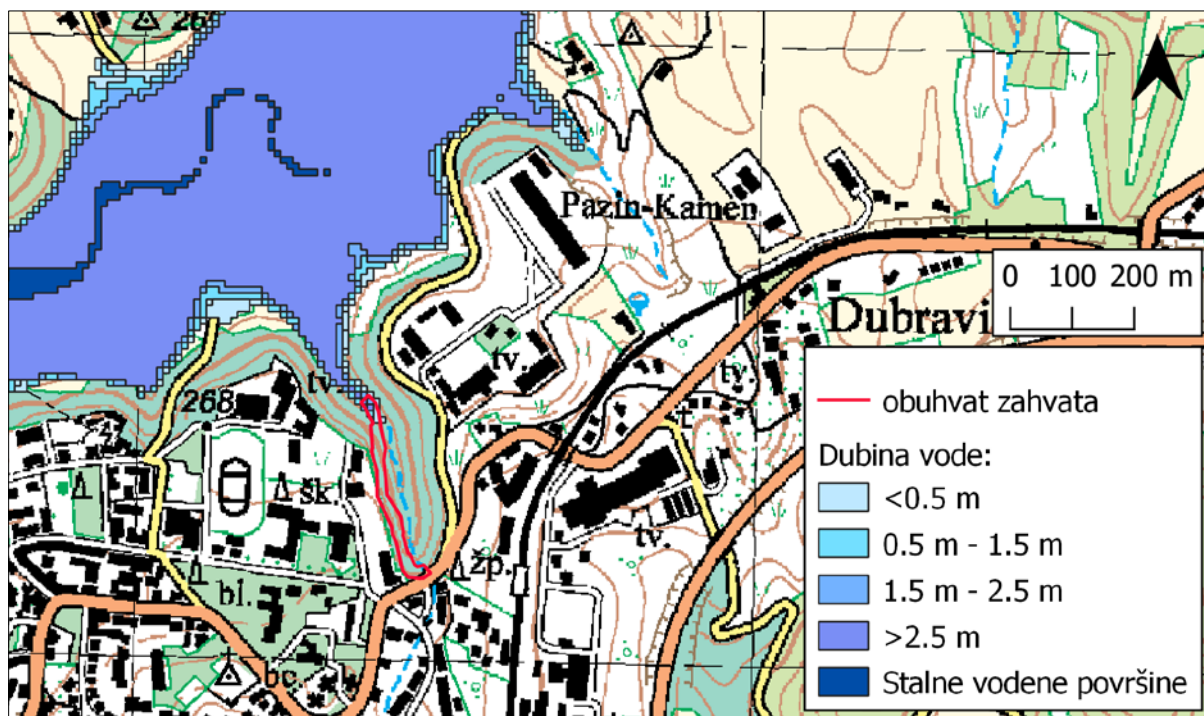 Pazin-Kamen
0 100 200 m
Dubravi
tv.
tv.
tv.
268
šk.
žp.
tv.
bl.
bc.
obuhvat zahvata
Dubina vode:
<0.5 m
0.5 m - 1.5 m
1.5 m - 2.5 m
>2.5 m
Stalne vodene površine